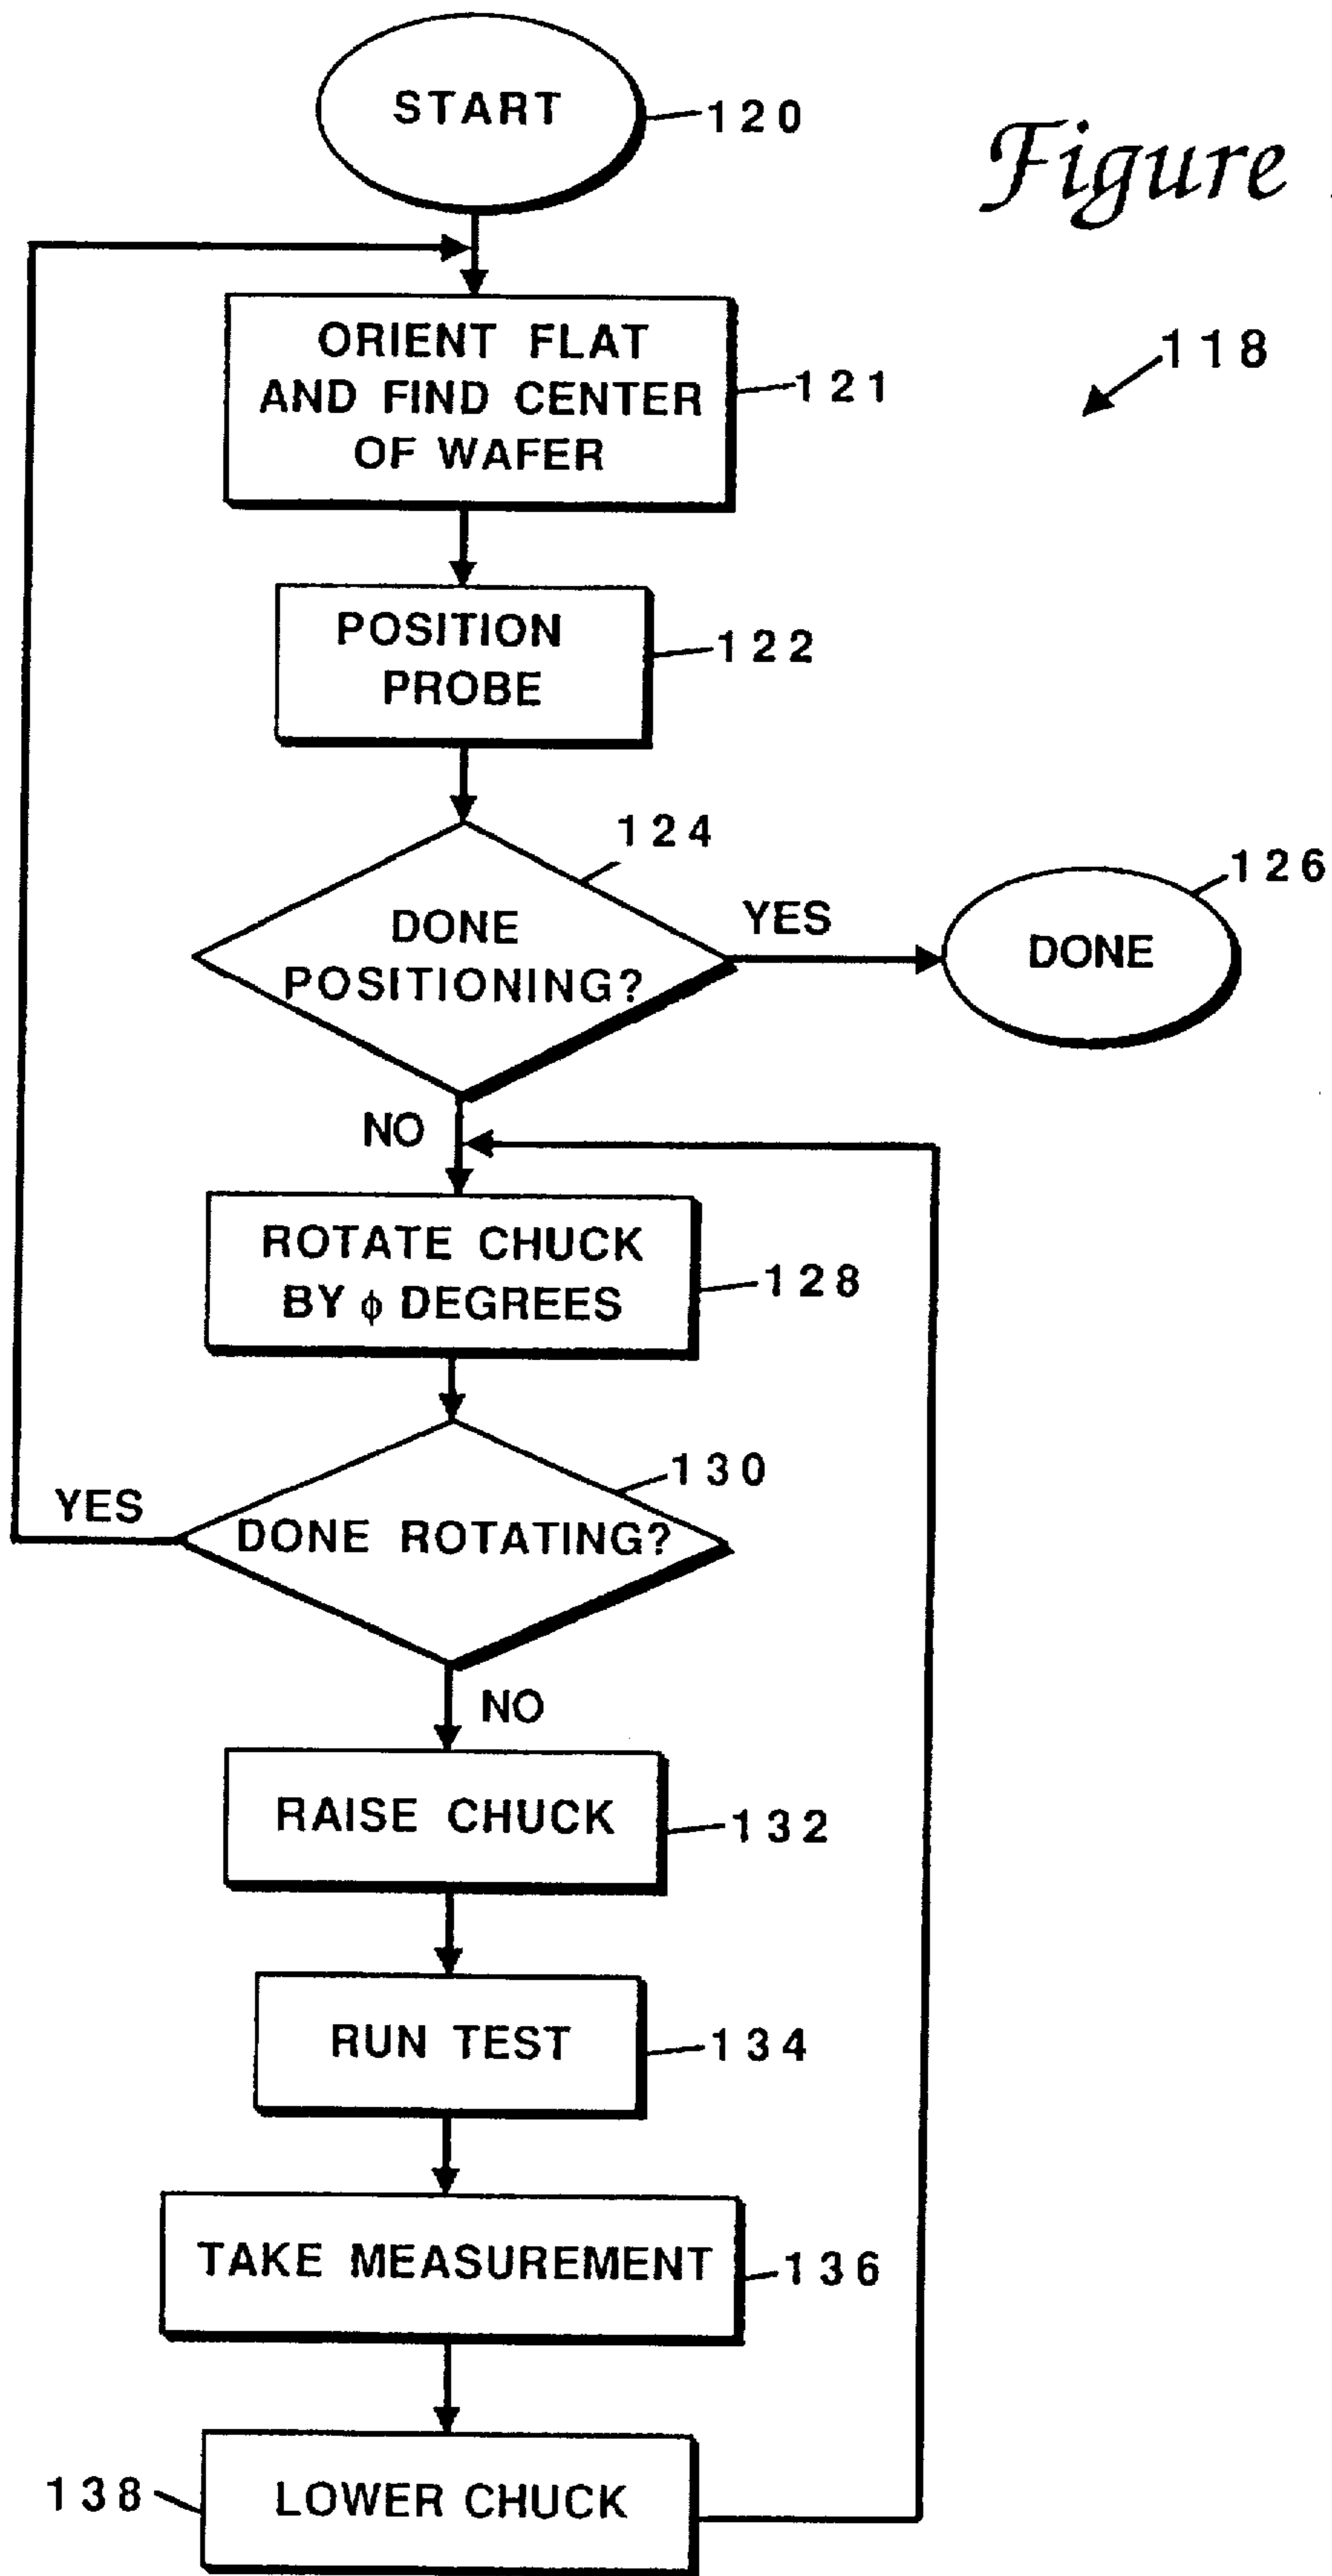 START
120
Figure
118
ORIENT FLAT
AND FIND CENTER
OF WAFER
121
POSITION
PROBE
122
124
DONE
POSITIONING?
YES
DONE
126
NO
ROTATE CHUCK
BY ϕ DEGREES
128
130
YES
DONE ROTATING?
NO
RAISE CHUCK
132
RUN TEST
134
TAKE MEASUREMENT
136
138
LOWER CHUCK